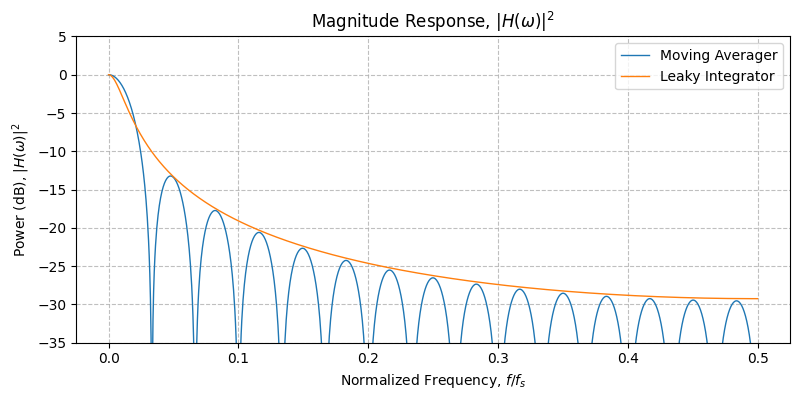 Magnitude Response, |H(ω)|²
Moving Averager
Leaky Integrator
Power (dB), |H(ω)|²
5
0
−5
−10
−15
−20
−25
−30
−35
0.0 0.1 0.2 0.3 0.4 0.5
Normalized Frequency, f/fₛ